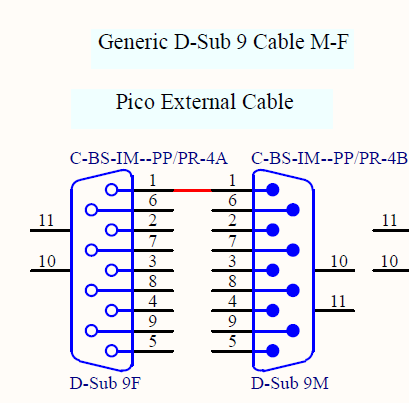 Generic D-Sub 9 Cable M-F
Pico External Cable
C-BS-IM--PP/PR-4A C-BS-IM--PP/PR-4B
1 1
6 6
11 2 2 11
7 7
10 3 3 10 10
8 8
4 4 11
9 9
5 5
D-Sub 9F D-Sub 9M